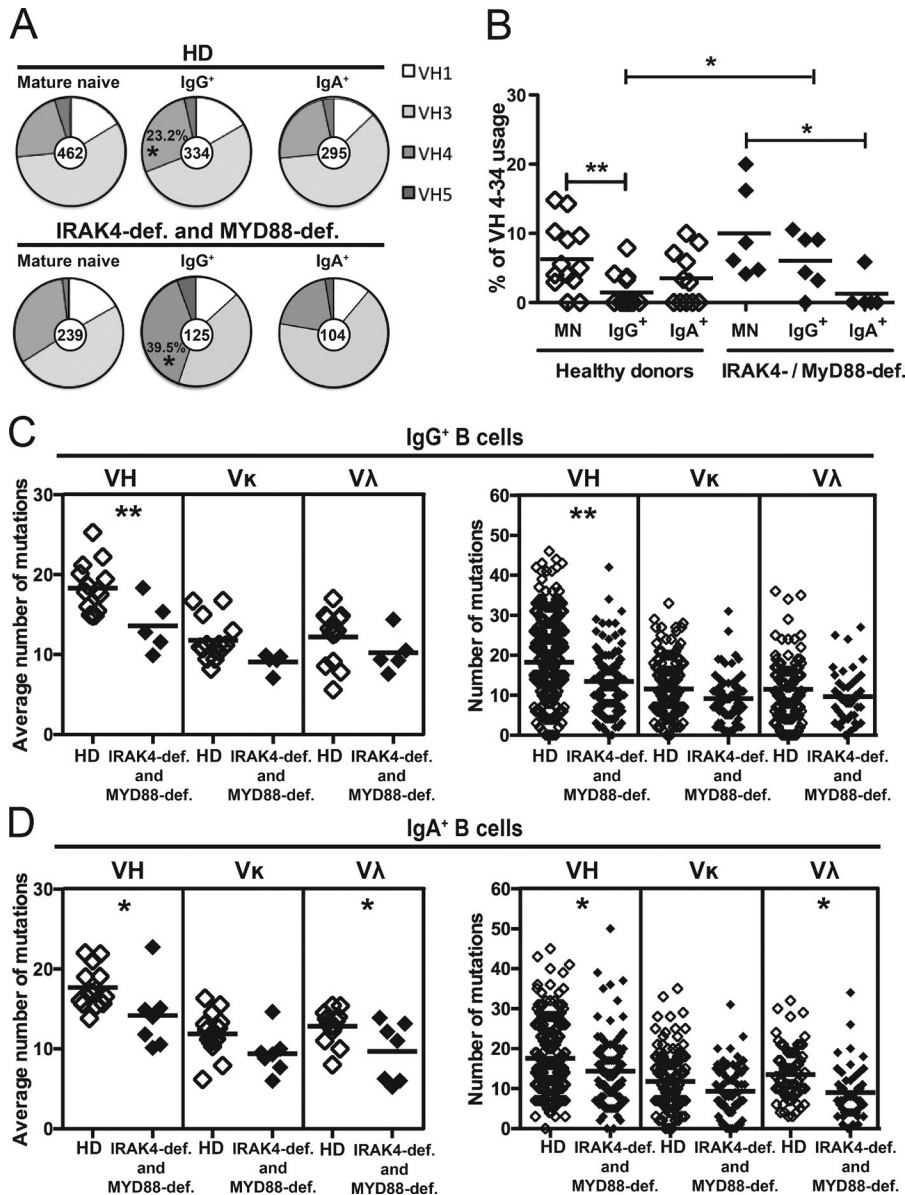 A
HD
Mature naive
IgG+
IgA+
VH1
VH3
VH4
VH5
462
23.2%
*
334
295
IRAK4-def. and MYD88-def.
Mature naive
IgG+
IgA+
239
39.5%
*
125
104
B
% of VH 4-34 usage
30
20
10
0
*
**
*
MN
IgG+
IgA+
MN
IgG+
IgA+
Healthy donors
IRAK4- / MyD88-def.
C
IgG+ B cells
VH
Vκ
Vλ
Average number of mutations
30
20
10
0
**
HD
IRAK4-def.
and
MYD88-def.
HD
IRAK4-def.
and
MYD88-def.
HD
IRAK4-def.
and
MYD88-def.
VH
Vκ
Vλ
Number of mutations
60
50
40
30
20
10
0
**
HD
IRAK4-def.
and
MYD88-def.
HD
IRAK4-def.
and
MYD88-def.
HD
IRAK4-def.
and
MYD88-def.
D
IgA+ B cells
VH
Vκ
Vλ
Average number of mutations
30
20
10
0
*
*
HD
IRAK4-def.
and
MYD88-def.
HD
IRAK4-def.
and
MYD88-def.
HD
IRAK4-def.
and
MYD88-def.
VH
Vκ
Vλ
Number of mutations
60
50
40
30
20
10
0
*
*
HD
IRAK4-def.
and
MYD88-def.
HD
IRAK4-def.
and
MYD88-def.
HD
IRAK4-def.
and
MYD88-def.